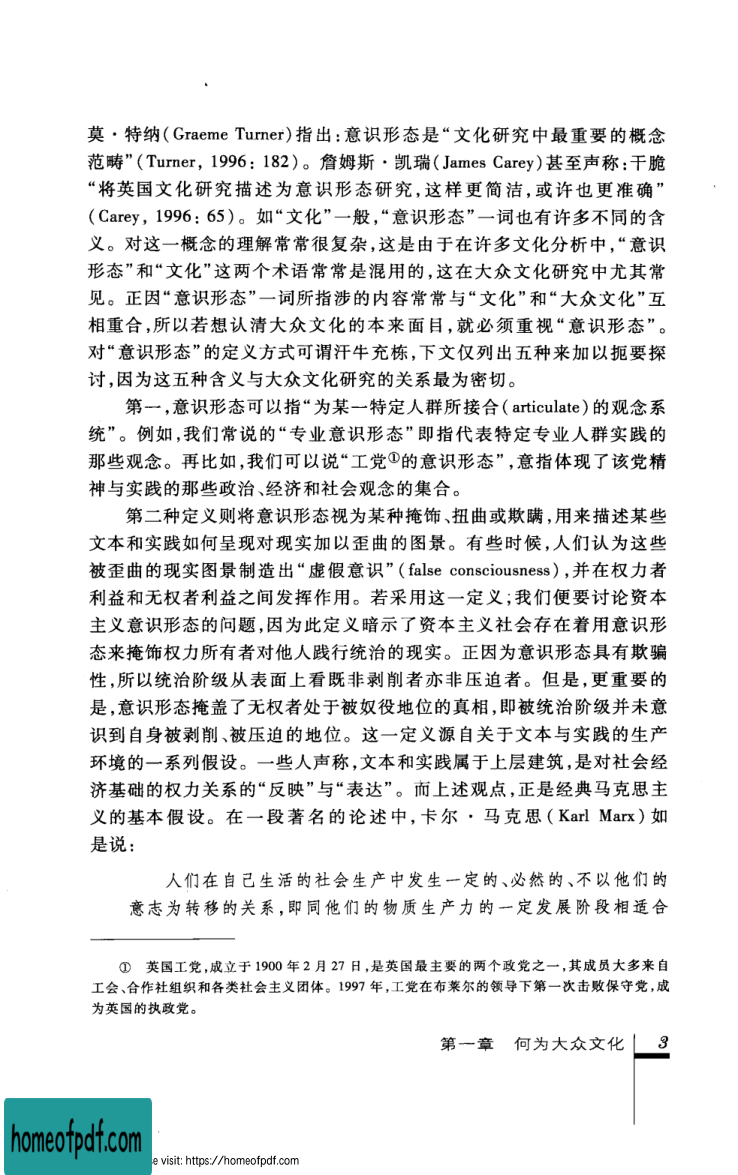 莫·特纳(Graeme Turner)指出:意识形态是“文化研究中最重要的概念
范畴”(Turner, 1996: 182)。詹姆斯·凯瑞(James Carey)甚至声称:干脆
“将英国文化研究描述为意识形态研究,这样更简洁,或许也更准确”
(Carey, 1996: 65)。如“文化”一般,“意识形态”一词也有许多不同的含
义。对这一概念的理解常常很复杂,这是由于在许多文化分析中,“意识
形态”和“文化”这两个术语常常是混用的,这在大众文化研究中尤其常
见。正因“意识形态”一词所指涉的内容常常与“文化”和“大众文化”互
相重合,所以若想认清大众文化的本来面目,就必须重视“意识形态”。
对“意识形态”的定义方式可谓汗牛充栋,下文仅列出五种来加以扼要探
讨,因为这五种含义与大众文化研究的关系最为密切。
第一,意识形态可以指“为某一特定人群所接合(articulate)的观念系
统”。例如,我们常说的“专业意识形态”即指代表特定专业人群实践的
那些观念。再比如,我们可以说“工党①的意识形态”,意指体现了该党精
神与实践的那些政治、经济和社会观念的集合。
第二种定义则将意识形态视为某种掩饰、扭曲或欺瞒,用来描述某些
文本和实践如何呈现对现实加以歪曲的图景。有些时候,人们认为这些
被歪曲的现实图景制造出“虚假意识”(false consciousness),并在权力者
利益和无权者利益之间发挥作用。若采用这一定义;我们便要讨论资本
主义意识形态的问题,因为此定义暗示了资本主义社会存在着用意识形
态来掩饰权力所有者对他人践行统治的现实。正因为意识形态具有欺骗
性,所以统治阶级从表面上看既非剥削者亦非压迫者。但是,更重要的
是,意识形态掩盖了无权者处于被奴役地位的真相,即被统治阶级并未意
识到自身被剥削、被压迫的地位。这一定义源自关于文本与实践的生产
环境的一系列假设。一些人声称,文本和实践属于上层建筑,是对社会经
济基础的权力关系的“反映”与“表达”。而上述观点,正是经典马克思主
义的基本假设。在一段著名的论述中,卡尔·马克思(Karl Marx)如
是说:
人们在自己生活的社会生产中发生一定的、必然的、不以他们的
意志为转移的关系,即同他们的物质生产力的一定发展阶段相适合
① 英国工党,成立于1900年2月27日,是英国最主要的两个政党之一,其成员大多来自
工会、合作社组织和各类社会主义团体。1997年,工党在布莱尔的领导下第一次击败保守党,成
为英国的执政党。
第一章 何为大众文化 3
homeofpdf.com
se visit: https://homeofpdf.com